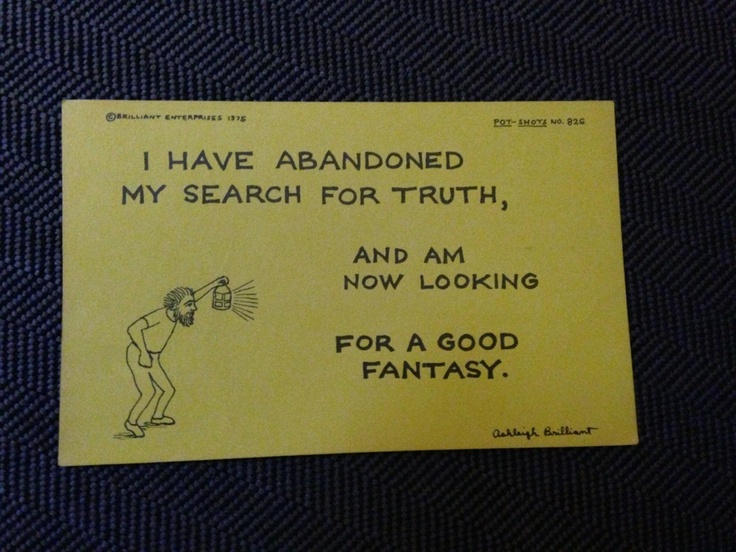 ©BRILLIANT ENTERPRISES 1975
POT-SHOTS NO. 826
I HAVE ABANDONED
MY SEARCH FOR TRUTH,
AND AM
NOW LOOKING
FOR A GOOD
FANTASY.
Ashleigh Brilliant